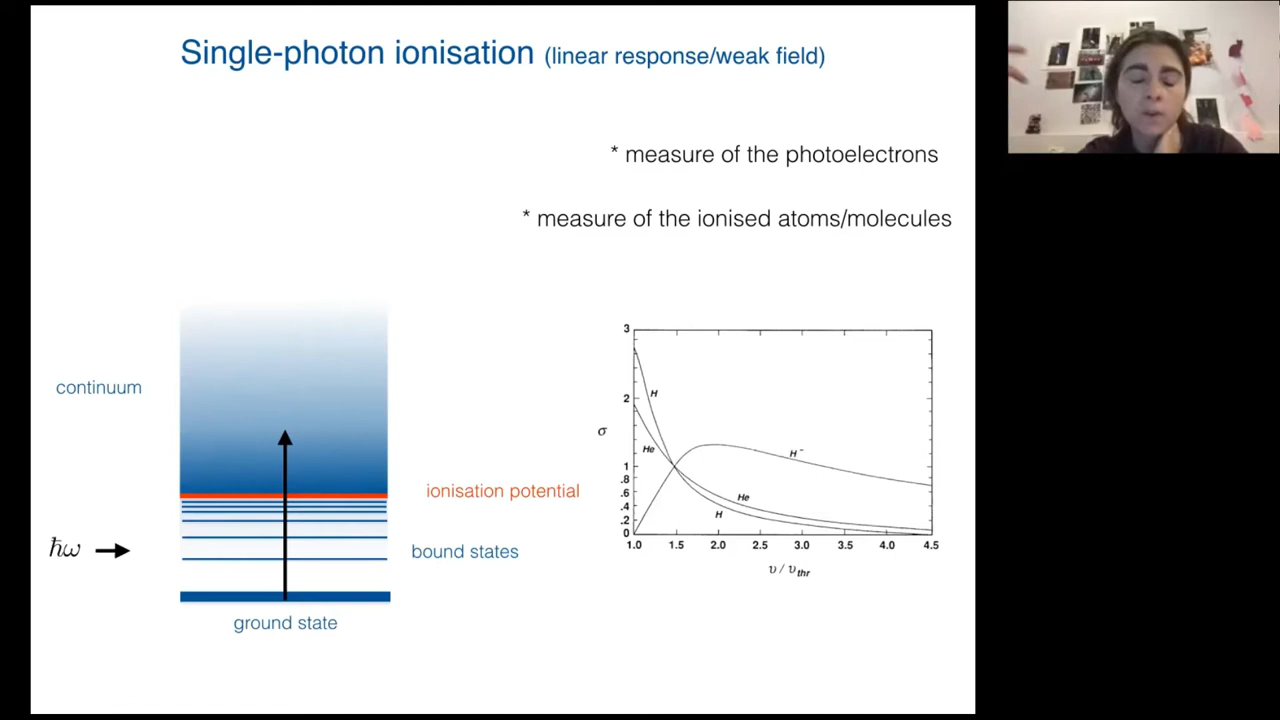 Single-photon ionisation (linear response/weak field)
* measure of the photoelectrons
* measure of the ionised atoms/molecules
continuum
ionisation potential
ħω
bound states
ground state
3
2
1
.8
.6
.4
.2
0
σ
H
He
H⁻
He
H
1.0 1.5 2.0 2.5 3.0 3.5 4.0 4.5
υ / υthr